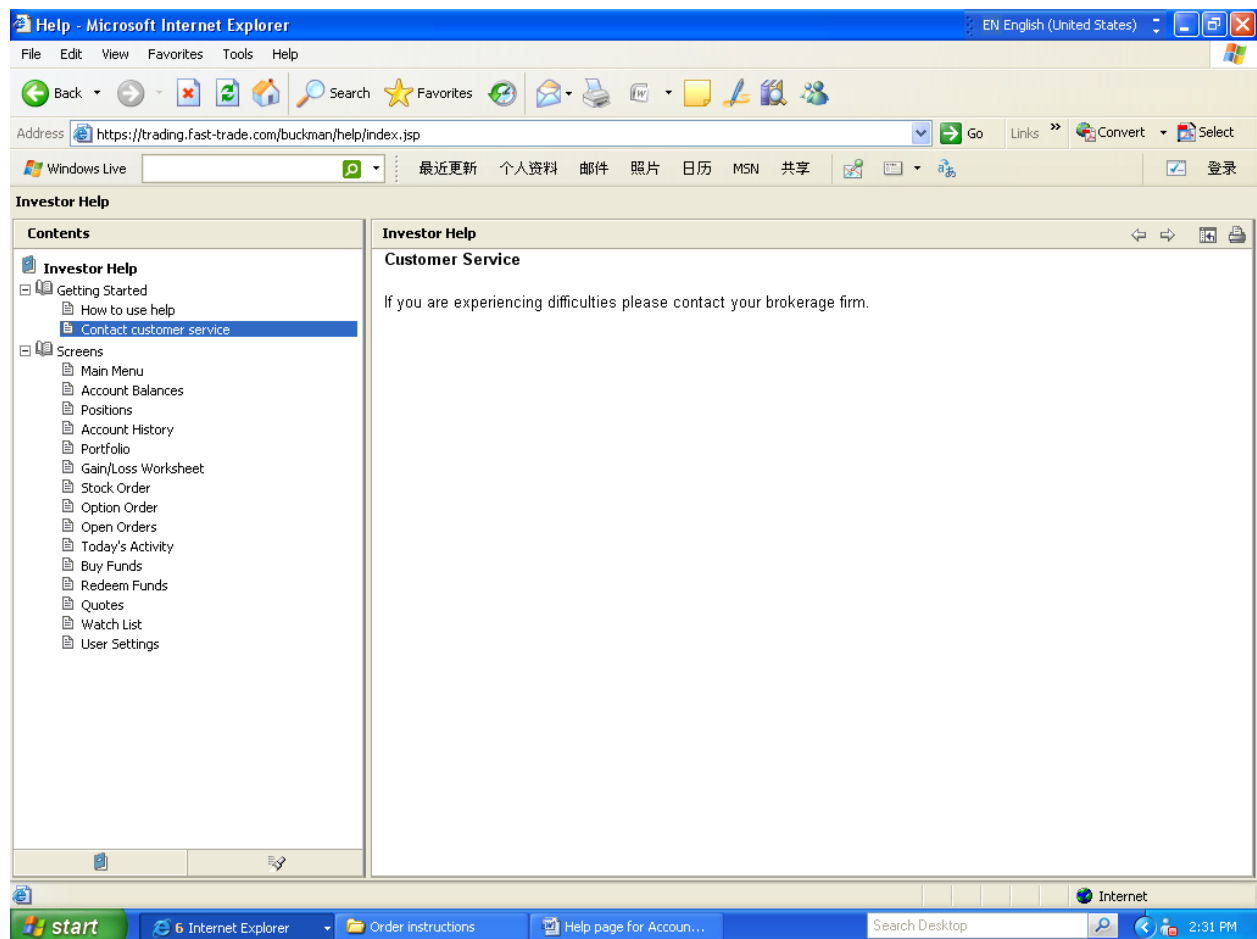 Help - Microsoft Internet Explorer
EN English (United States)
File Edit View Favorites Tools Help
Back Search Favorites
Address https://trading.fast-trade.com/buckman/help/index.jsp Go Links » Convert Select
Windows Live 最近更新 个人资料 邮件 照片 日历 MSN 共享 登录
Investor Help
Contents
Investor Help
Getting Started
How to use help
Contact customer service
Screens
Main Menu
Account Balances
Positions
Account History
Portfolio
Gain/Loss Worksheet
Stock Order
Option Order
Open Orders
Today's Activity
Buy Funds
Redeem Funds
Quotes
Watch List
User Settings
Investor Help
Customer Service
If you are experiencing difficulties please contact your brokerage firm.
Internet
start 6 Internet Explorer Order instructions Help page for Accoun... Search Desktop 2:31 PM